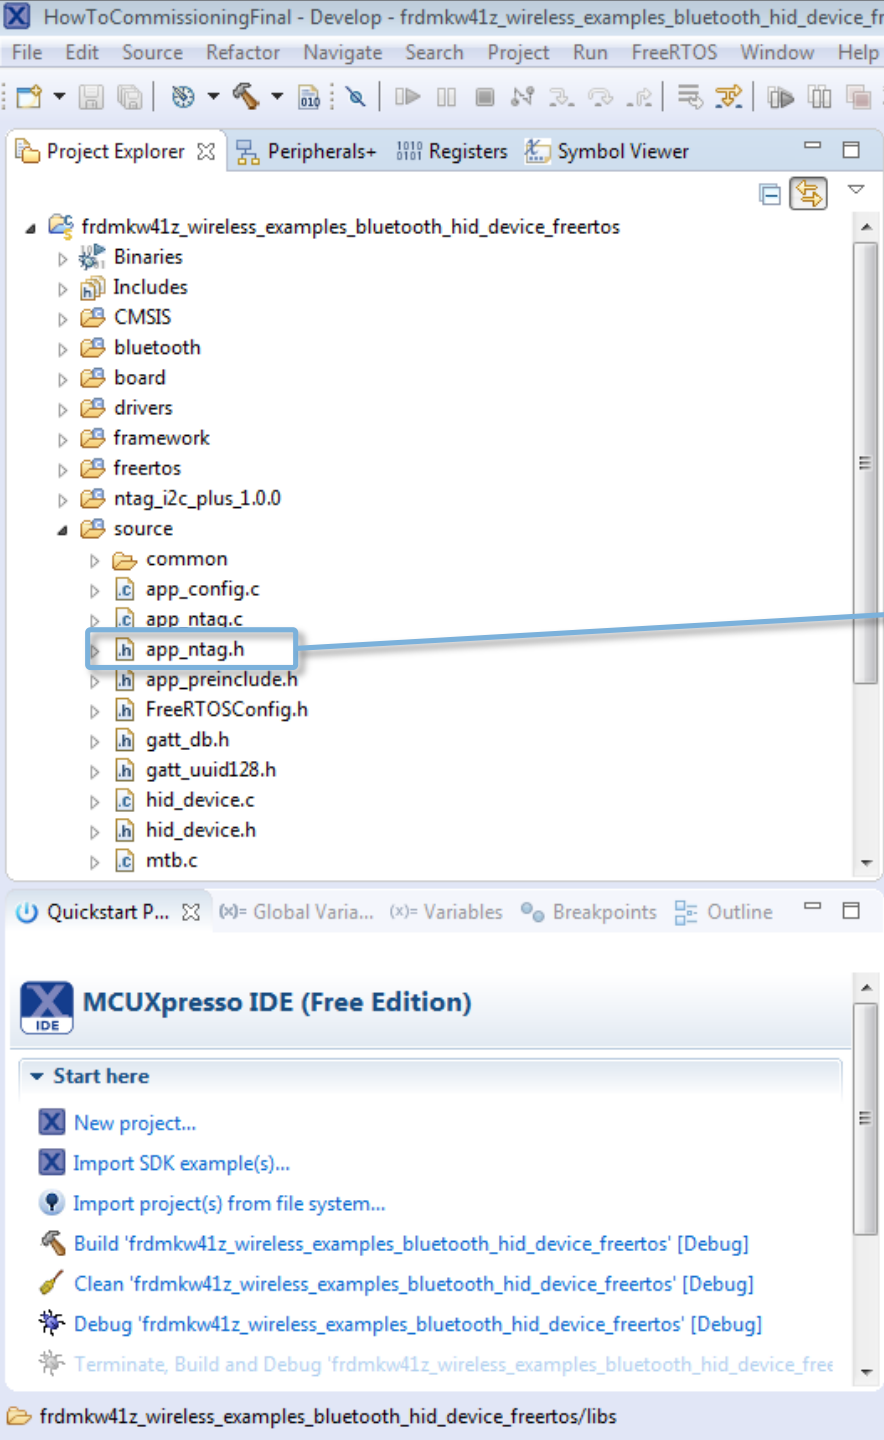 HowToCommissioningFinal - Develop - frdmkw41z_wireless_examples_bluetooth_hid_device_fr
File Edit Source Refactor Navigate Search Project Run FreeRTOS Window Help
010
Project Explorer Peripherals+ 1010 0101 Registers Symbol Viewer
frdmkw41z_wireless_examples_bluetooth_hid_device_freertos
Binaries
Includes
CMSIS
bluetooth
board
drivers
framework
freertos
ntag_i2c_plus_1.0.0
source
common
.c app_config.c
.c app_ntag.c
.h app_ntag.h
.h app_preinclude.h
.h FreeRTOSConfig.h
.h gatt_db.h
.h gatt_uuid128.h
.c hid_device.c
.h hid_device.h
.c mtb.c
Quickstart P... (x)= Global Varia... (x)= Variables Breakpoints Outline
X IDE MCUXpresso IDE (Free Edition)
Start here
X New project...
X Import SDK example(s)...
Import project(s) from file system...
Build 'frdmkw41z_wireless_examples_bluetooth_hid_device_freertos' [Debug]
Clean 'frdmkw41z_wireless_examples_bluetooth_hid_device_freertos' [Debug]
Debug 'frdmkw41z_wireless_examples_bluetooth_hid_device_freertos' [Debug]
Terminate, Build and Debug 'frdmkw41z_wireless_examples_bluetooth_hid_device_free
frdmkw41z_wireless_examples_bluetooth_hid_device_freertos/libs